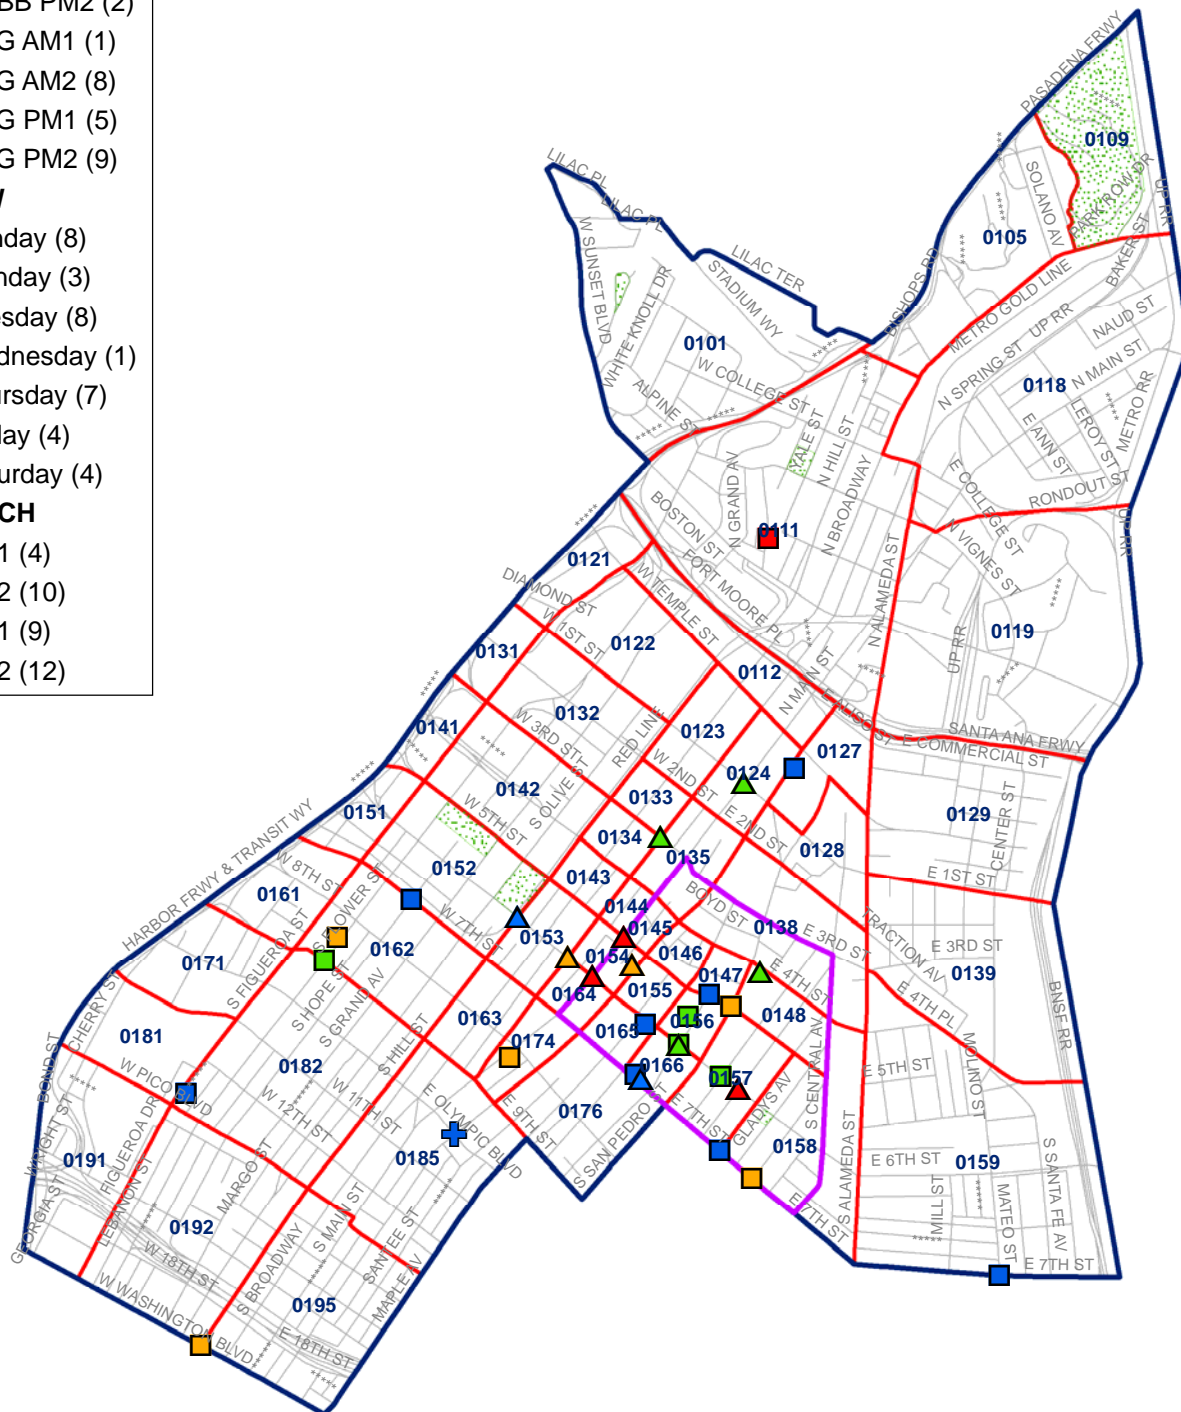 BB PM2 (2)
G AM1 (1)
G AM2 (8)
G PM1 (5)
G PM2 (9)
nday (8)
nday (3)
esday (8)
dnesday (1)
ursday (7)
day (4)
urday (4)
CH
1 (4)
2 (10)
1 (9)
2 (12)
PASADENA FRWY
0109
PARK ROW DR
UP RR
SOLANO AV
0105
BAKER ST
LILAC PL
LILAC PL
W SUNSET BLVD
LILAC TER
STADIUM WY
WHITE KNOLL DR
BISHOPS RD
METRO GOLD LINE
UP RR
NAUD ST
0101
W COLLEGE ST
ALPINE ST
N SPRING ST
0118
N MAIN ST
METRO RR
LEROY ST
E ANN ST
YALE ST
N HILL ST
N BROADWAY
N GRAND AV
E COLLEGE ST
RONDOUT ST
UP RR
BOSTON ST
0111
N VIGNES ST
FORT MOORE PL
N ALAMEDA ST
0121
DIAMOND ST
W TEMPLE ST
W 1ST ST
0122
0119
UP RR
0131
0112
N MAIN ST
E ALISO ST
0132
RED LINE
0141
W 3RD ST
0123
0127
SANTA ANA FRWY
E COMMERCIAL ST
W 2ND ST
0124
0142
S OLIVE ST
0133
0151
W 5TH ST
HARBOR FRWY & TRANSIT WY
E 2ND ST
0129
CENTER ST
0134
0135
0128
W 8TH ST
0152
0143
E 1ST ST
0161
S FLOWER ST
BOYD ST
0144
W 7TH ST
0153
0145
0138
E 3RD ST
TRACTION AV
S FIGUEROA ST
0162
0146
E 3RD ST
0171
0154
0147
E 4TH ST
0139
S HOPE ST
0164
0155
E 4TH PL
S GRAND AV
0163
0165
0156
0148
BNSF RR
CHERRY ST
0181
BOND ST
W PICO BLVD
0174
S HILL ST
0166
0157
S CENTRAL AV
E 5TH ST
MOLINO ST
0182
W 11TH ST
W 12TH ST
E OLYMPIC BLVD
E 9TH ST
0176
S SAN PEDRO ST
E 7TH ST
GLADYS AV
WRIGHT ST
FIGUEROA DR
0191
LEBANON ST
MARGO ST
0185
0158
S ALAMEDA ST
E 6TH ST
0159
S SANTA FE AV
GEORGIA ST
0192
S MAIN ST
SANTEE ST
E 7TH ST
MILL ST
MATEO ST
W 18TH ST
S BROADWAY
MAPLE AV
E 7TH ST
W WASHINGTON BLVD
0195
E 18TH ST